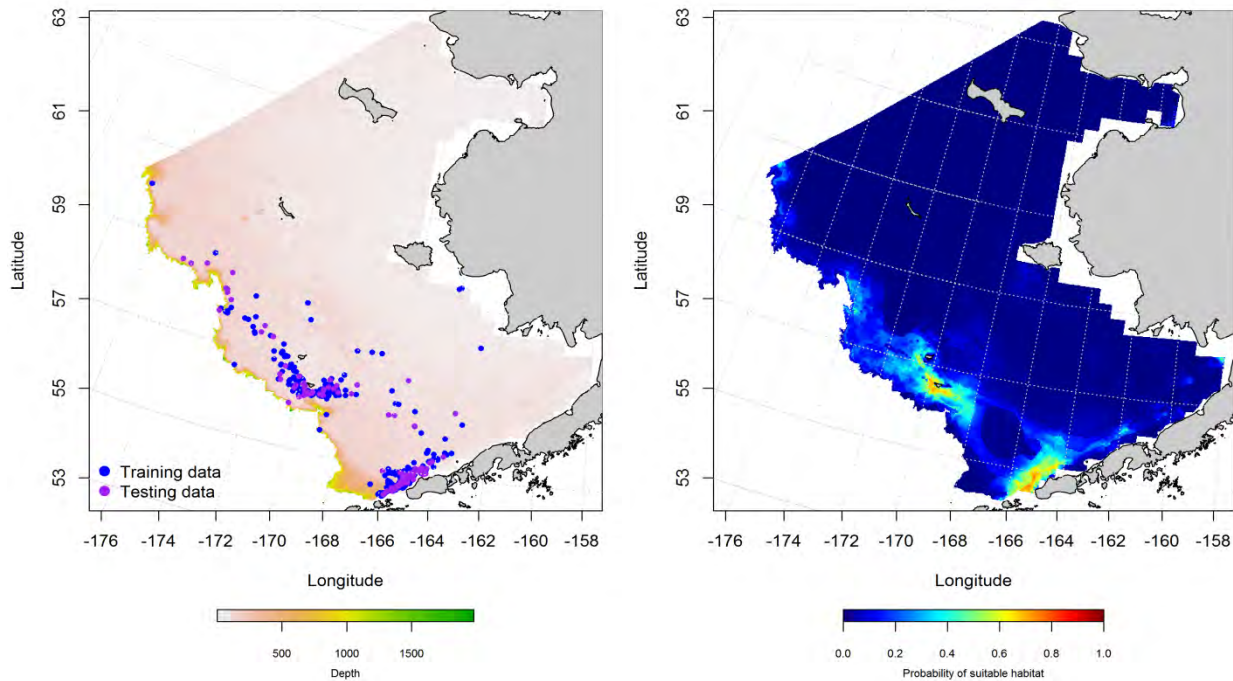 63
61
59
57
55
53
Latitude
Training data
Testing data
-176 -174 -172 -170 -168 -166 -164 -162 -160 -158
Longitude
500 1000 1500
Depth
63
61
59
57
55
53
Latitude
-176 -174 -172 -170 -168 -166 -164 -162 -160 -158
Longitude
0.0 0.2 0.4 0.6 0.8 1.0
Probability of suitable habitat